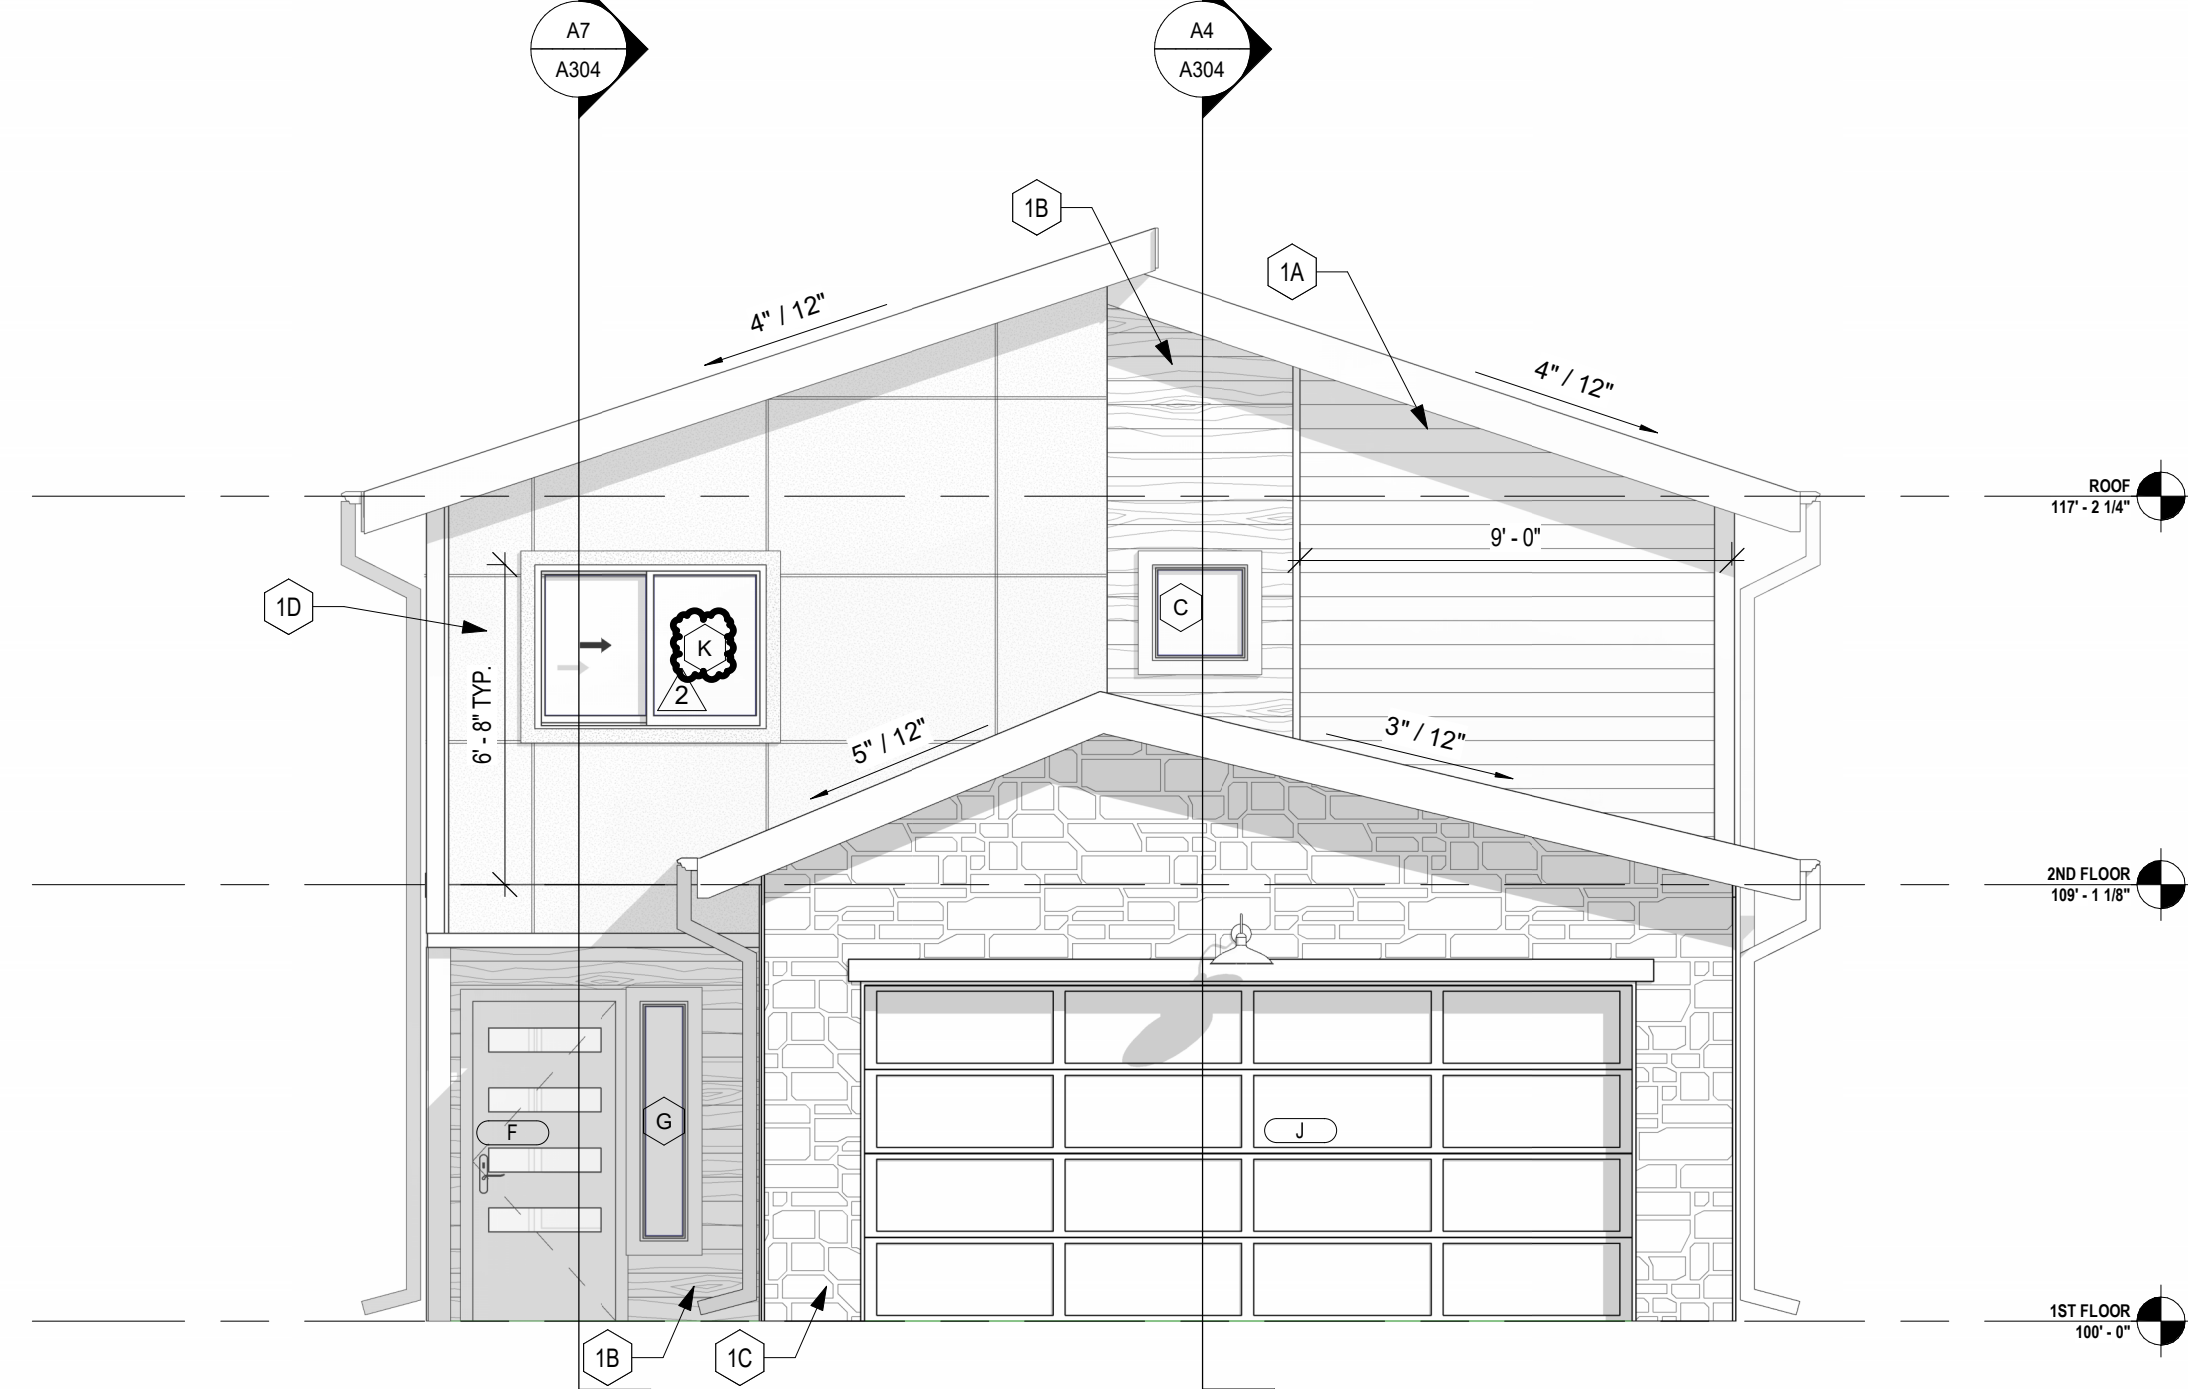 A7
A304
A4
A304
1B
1A
4" / 12"
4" / 12"
ROOF
117' - 2 1/4"
9' - 0"
1D
C
K
2
6' - 8" TYP.
5" / 12"
3" / 12"
2ND FLOOR
109' - 1 1/8"
G
F
J
1ST FLOOR
100' - 0"
1B
1C